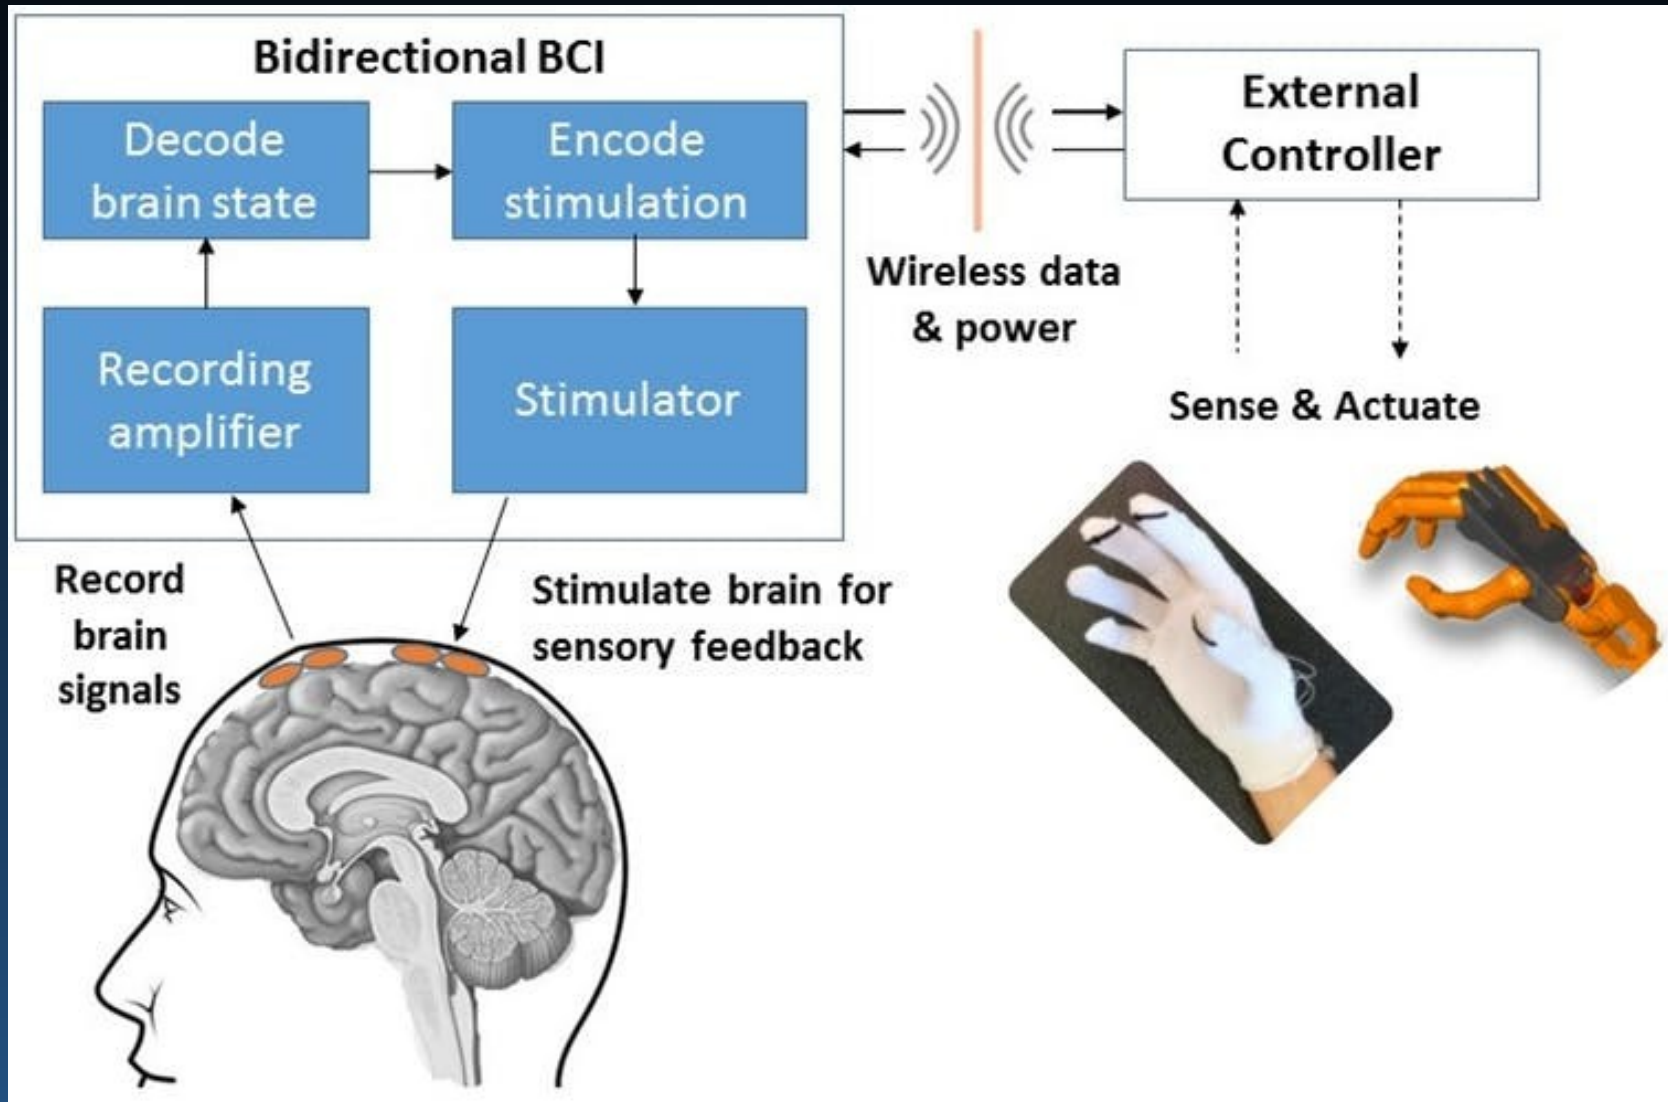 Bidirectional BCI
Decode
brain state
Encode
stimulation
Recording
amplifier
Stimulator
External
Controller
Wireless data
& power
Sense & Actuate
Record
brain
signals
Stimulate brain for
sensory feedback